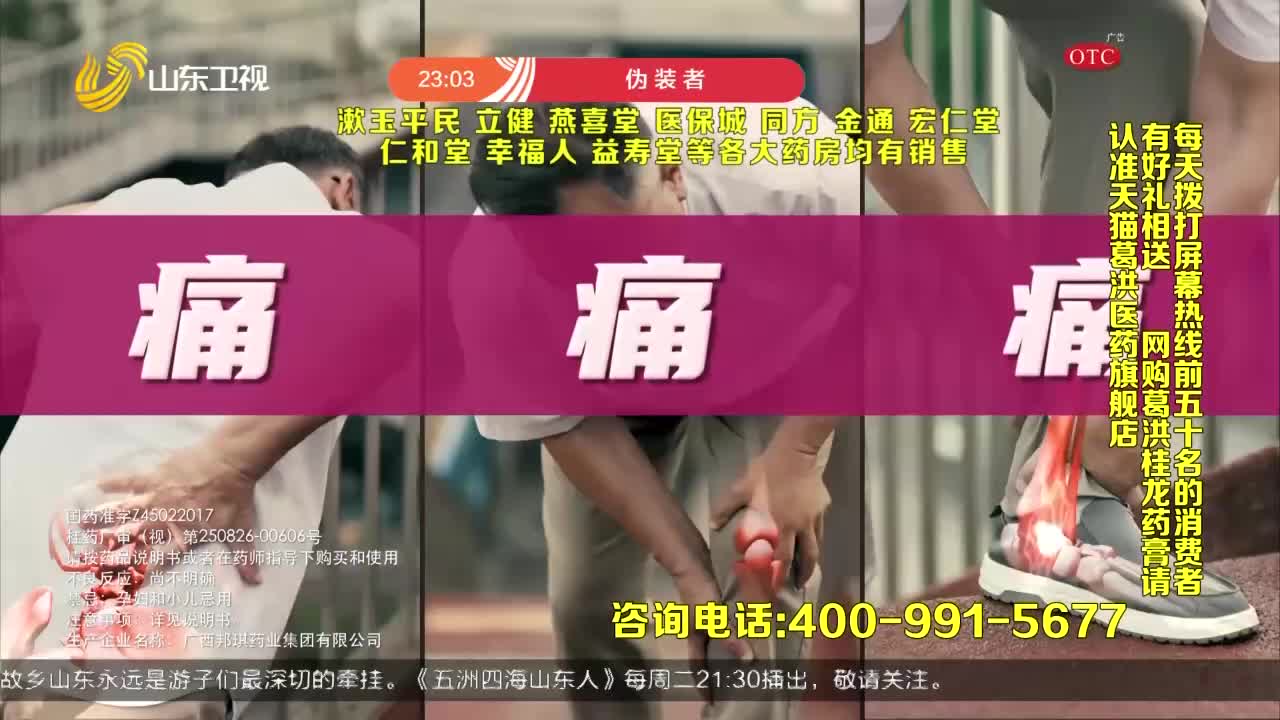 山东卫视
23:03 伪装者
广告
OTC
漱玉平民 立健 燕喜堂 医保城 同方 金通 宏仁堂
仁和堂 幸福人 益寿堂等各大药房均有销售
每天拨打屏幕热线前五十名的消费者
有好礼相送 网购葛洪桂龙药膏请
认准天猫葛洪医药旗舰店
痛
痛
痛
国药准字Z45022017
桂药广审（视）第250826-00606号
请按药品说明书或者在药师指导下购买和使用
不良反应：尚不明确
禁忌：孕妇和小儿忌用
注意事项：详见说明书
生产企业名称：广西邦琪药业集团有限公司
咨询电话:400-991-5677
故乡山东永远是游子们最深切的牵挂。《五洲四海山东人》每周二21:30播出，敬请关注。